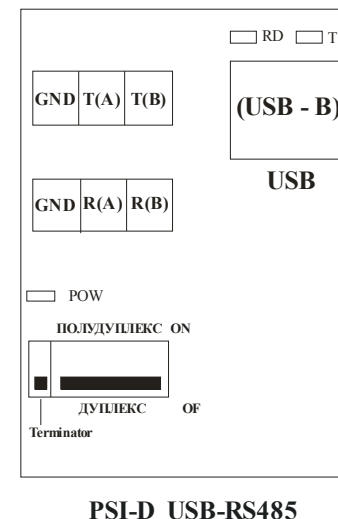 RD T
GND T(A) T(B)
(USB - B)
USB
GND R(A) R(B)
POW
ПОЛУДУПЛЕКС ON
ДУПЛЕКС OF
Terminator
PSI-D USB-RS485